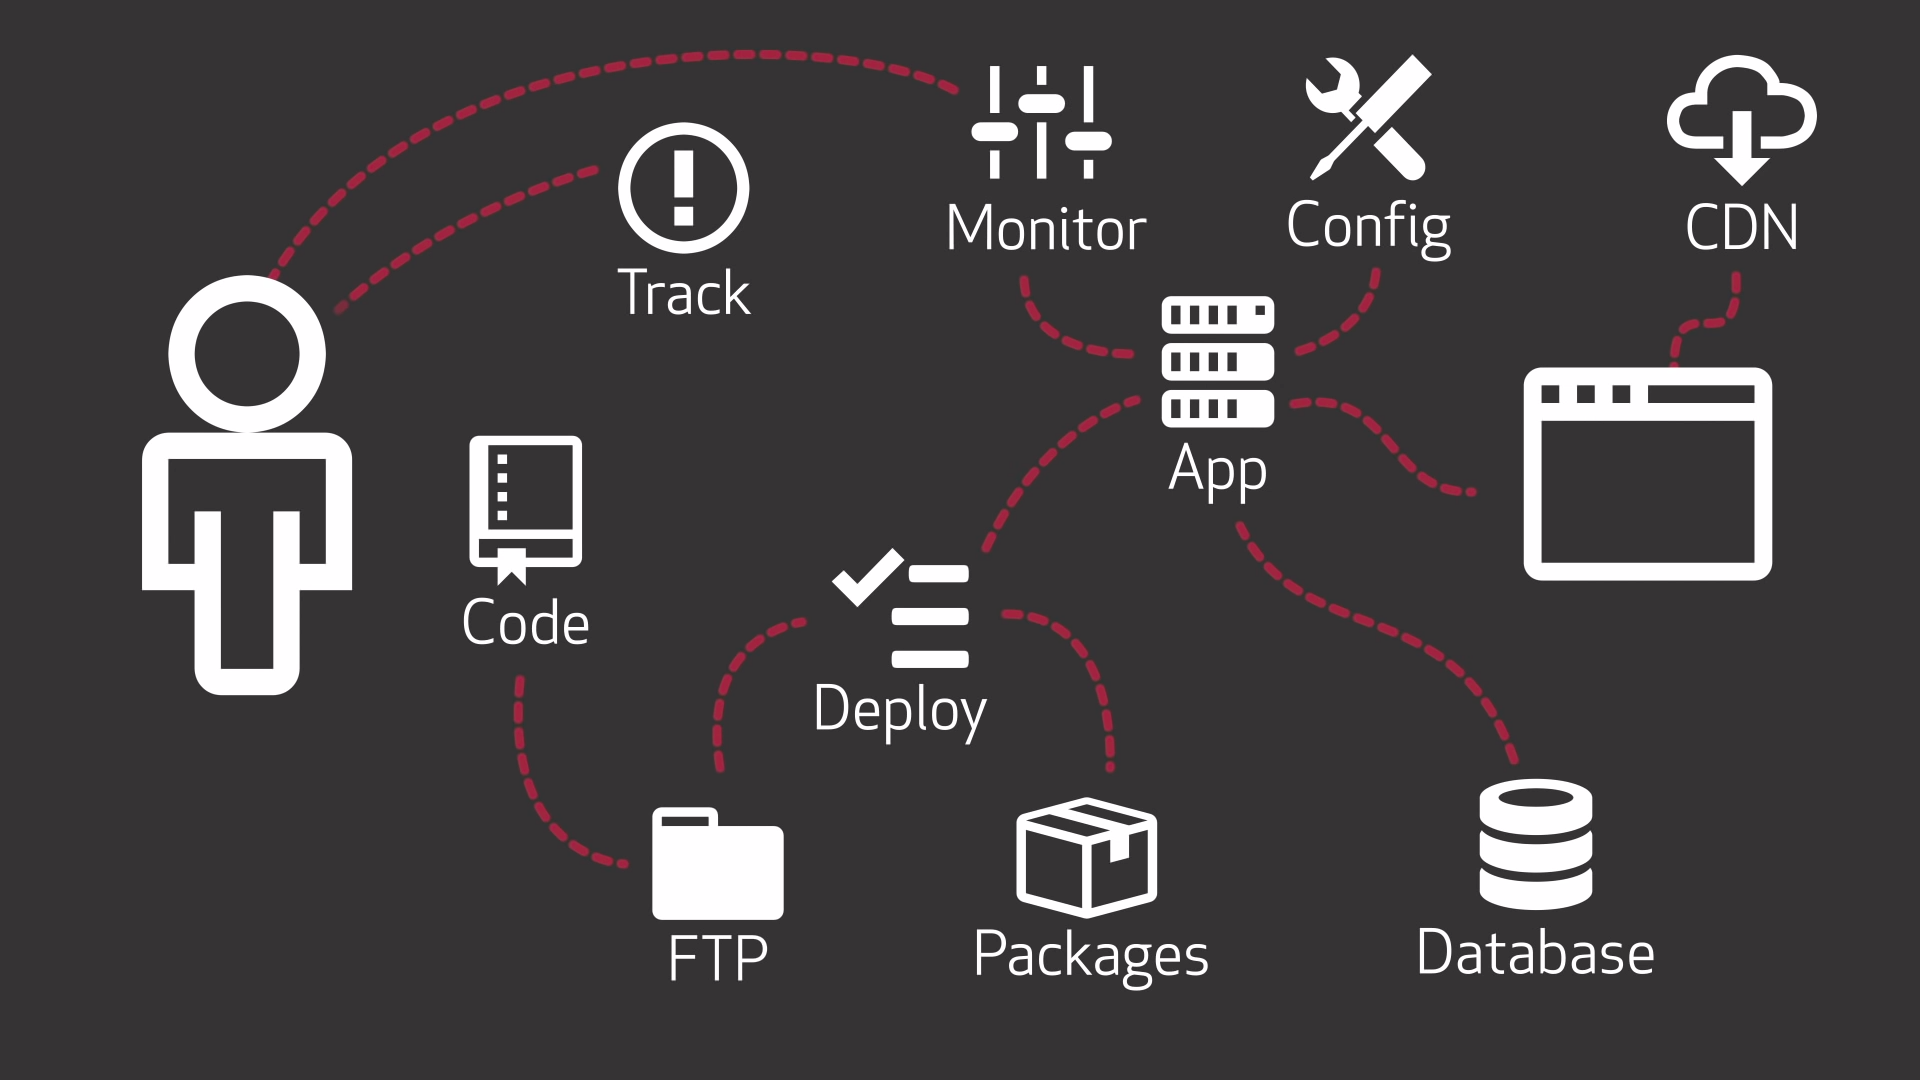 Monitor
Config
CDN
Track
App
Code
Deploy
FTP
Packages
Database